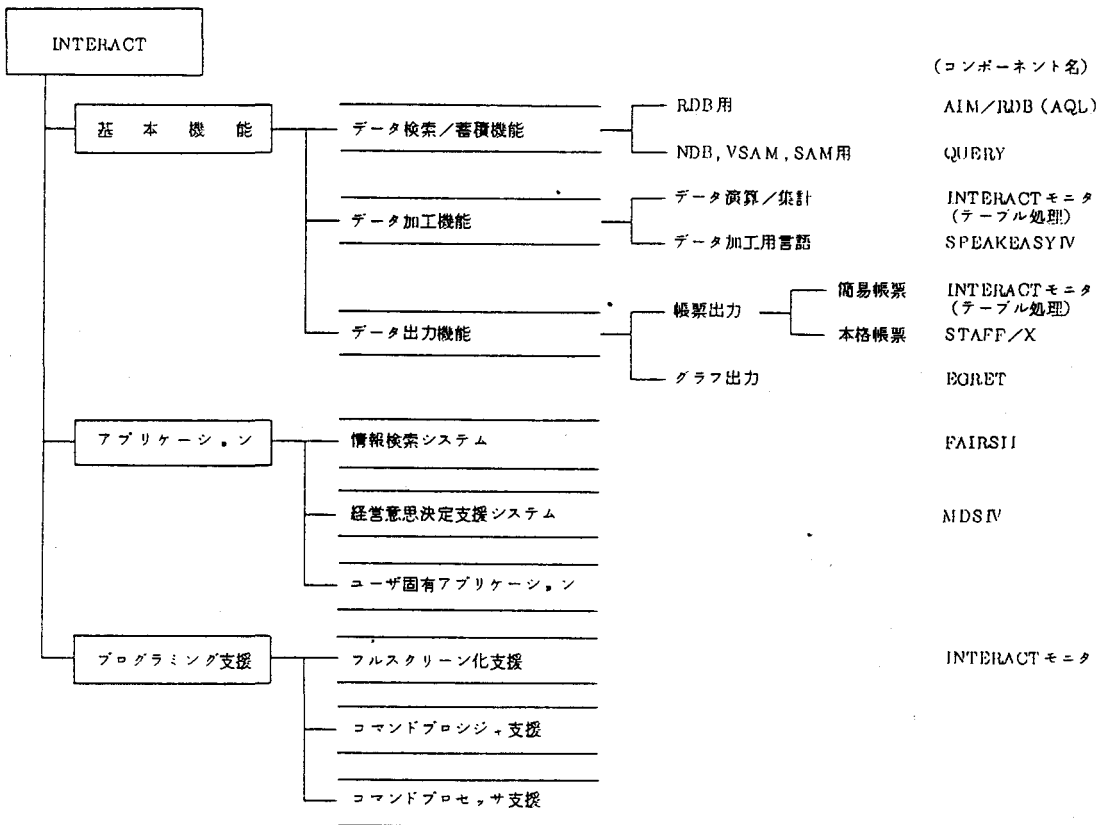 INTERACT
(コンポーネント名)
基本機能
データ検索/蓄積機能
RDB用
AIM/RDB(AQL)
NDB, VSAM, SAM用
QUERY
データ加工機能
データ演算/集計
INTERACTモニタ
(テーブル処理)
データ加工用言語
SPEAKEASYⅣ
データ出力機能
帳票出力
簡易帳票
INTERACTモニタ
(テーブル処理)
本格帳票
STAFF/X
グラフ出力
EGRET
アプリケーション
情報検索システム
FAIRSII
経営意思決定支援システム
MDSⅣ
ユーザ固有アプリケーション
プログラミング支援
フルスクリーン化支援
INTERACTモニタ
コマンドプロシジャ支援
コマンドプロセッサ支援